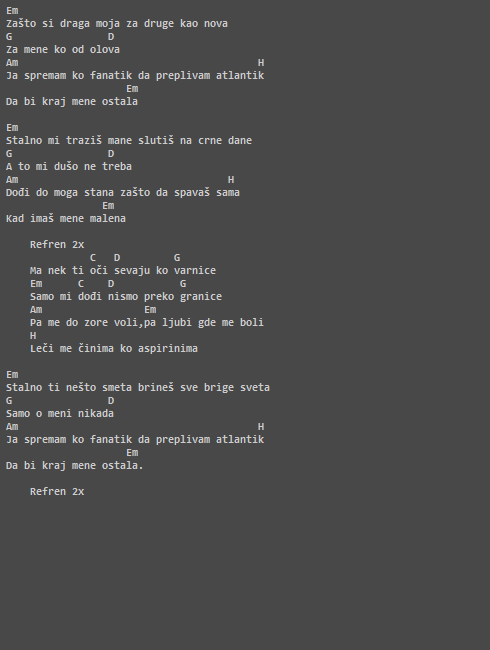 Em
Zašto si draga moja za druge kao nova
G                D
Za mene ko od olova
Am                                        H
Ja spremam ko fanatik da preplivam atlantik
                    Em
Da bi kraj mene ostala

Em
Stalno mi traziš mane slutiš na crne dane
G                D
A to mi dušo ne treba
Am                                   H
Dođi do moga stana zašto da spavaš sama
                Em
Kad imaš mene malena

    Refren 2x
              C   D         G
    Ma nek ti oči sevaju ko varnice
    Em      C    D           G
    Samo mi dođi nismo preko granice
    Am                 Em
    Pa me do zore voli,pa ljubi gde me boli
    H
    Leči me činima ko aspirinima

Em
Stalno ti nešto smeta brineš sve brige sveta
G                D
Samo o meni nikada
Am                                        H
Ja spremam ko fanatik da preplivam atlantik
                    Em
Da bi kraj mene ostala.

    Refren 2x